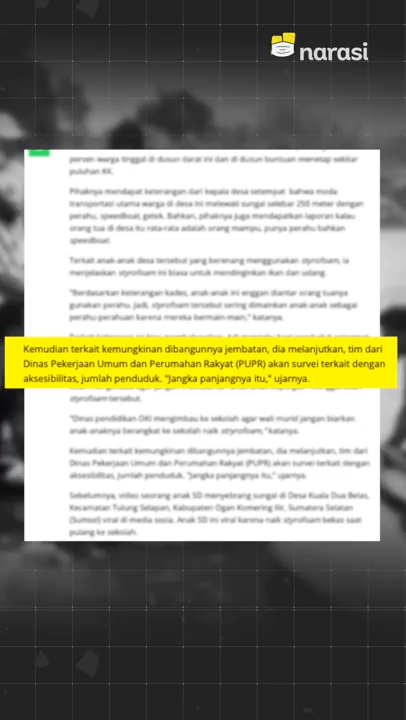 narasi
persen warga tinggal di dusun darat ini dan di dusun buntuan menetap sekitar
puluhan KK.
Pihaknya mendapat keterangan dari kepala desa setempat bahwa moda
transportasi utama warga di desa ini melewati sungai selebar 250 meter dengan
perahu, speedboat, getek. Bahkan, pihaknya juga mendapatkan laporan kalau
orang tua di desa itu rata-rata adalah orang mampu, punya perahu bahkan
speedboat
Terkait anak-anak desa tersebut yang berenang menggunakan styrofoam, ia
menjelaskan styrofoam ini biasa untuk mendinginkan ikan dan udang.
"Berdasarkan keterangan kades, anak-anak ini enggan diantar orang tuanya
gunakan perahu. Jadi, styrofoam tersebut sering dimainkan anak-anak sebagai
perahu-perahuan karena mereka bermain-main," katanya.
Kemudian terkait kemungkinan dibangunnya jembatan, dia melanjutkan, tim dari
Dinas Pekerjaan Umum dan Perumahan Rakyat (PUPR) akan survei terkait dengan
aksesibilitas, jumlah penduduk. "Jangka panjangnya itu," ujarnya.
styrofoam tersebut.
"Dinas pendidikan OKI mengimbau ke sekolah agar wali murid jangan biarkan
anak-anaknya berangkat ke sekolah naik stryofoam," katanya.
Kemudian terkait kemungkinan dibangunnya jembatan, dia melanjutkan, tim dari
Dinas Pekerjaan Umum dan Perumahan Rakyat (PUPR) akan survei terkait dengan
aksesibilitas, jumlah penduduk. "Jangka panjangnya itu," ujarnya.
Sebelumnya, video seorang anak SD menyebrang sungai di Desa Kuala Dua Belas,
Kecamatan Tulung Selapan, Kabupaten Ogan Komering Ilir, Sumatera Selatan
(Sumsel) viral di media sosia. Anak SD ini viral karena naik styrofoam bekas saat
pulang ke sekolah.